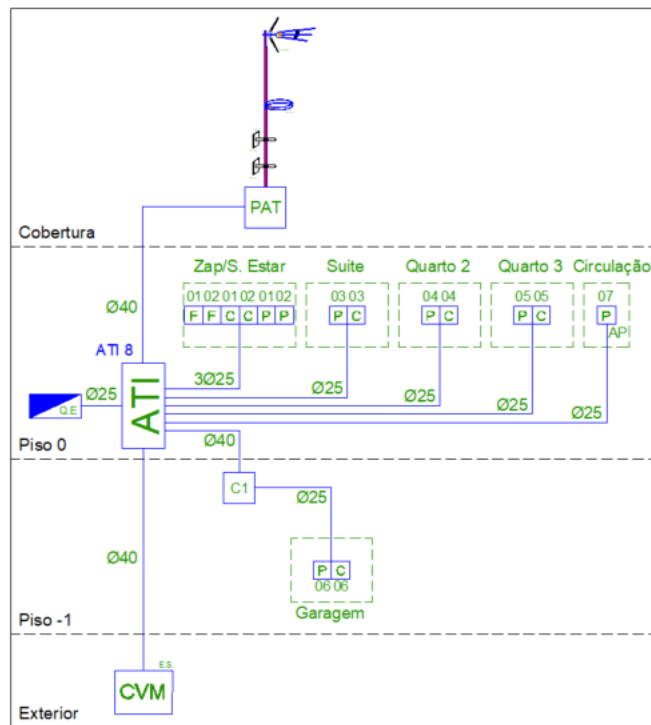 PAT
Cobertura
Zap/S. Estar Suite Quarto 2 Quarto 3 Circulação
01 02 01 02 01 02 03 03 04 04 05 05 07
F F C C P P P C P C P C P
AP
Ø40
ATI 8
ATI
3Ø25
Ø25
Ø25
Ø25
Ø25
Ø25
Q.E
Ø40
Piso 0
C1
Ø25
Ø40
P C
06 06
Garagem
Piso -1
E.S.
CVM
Exterior